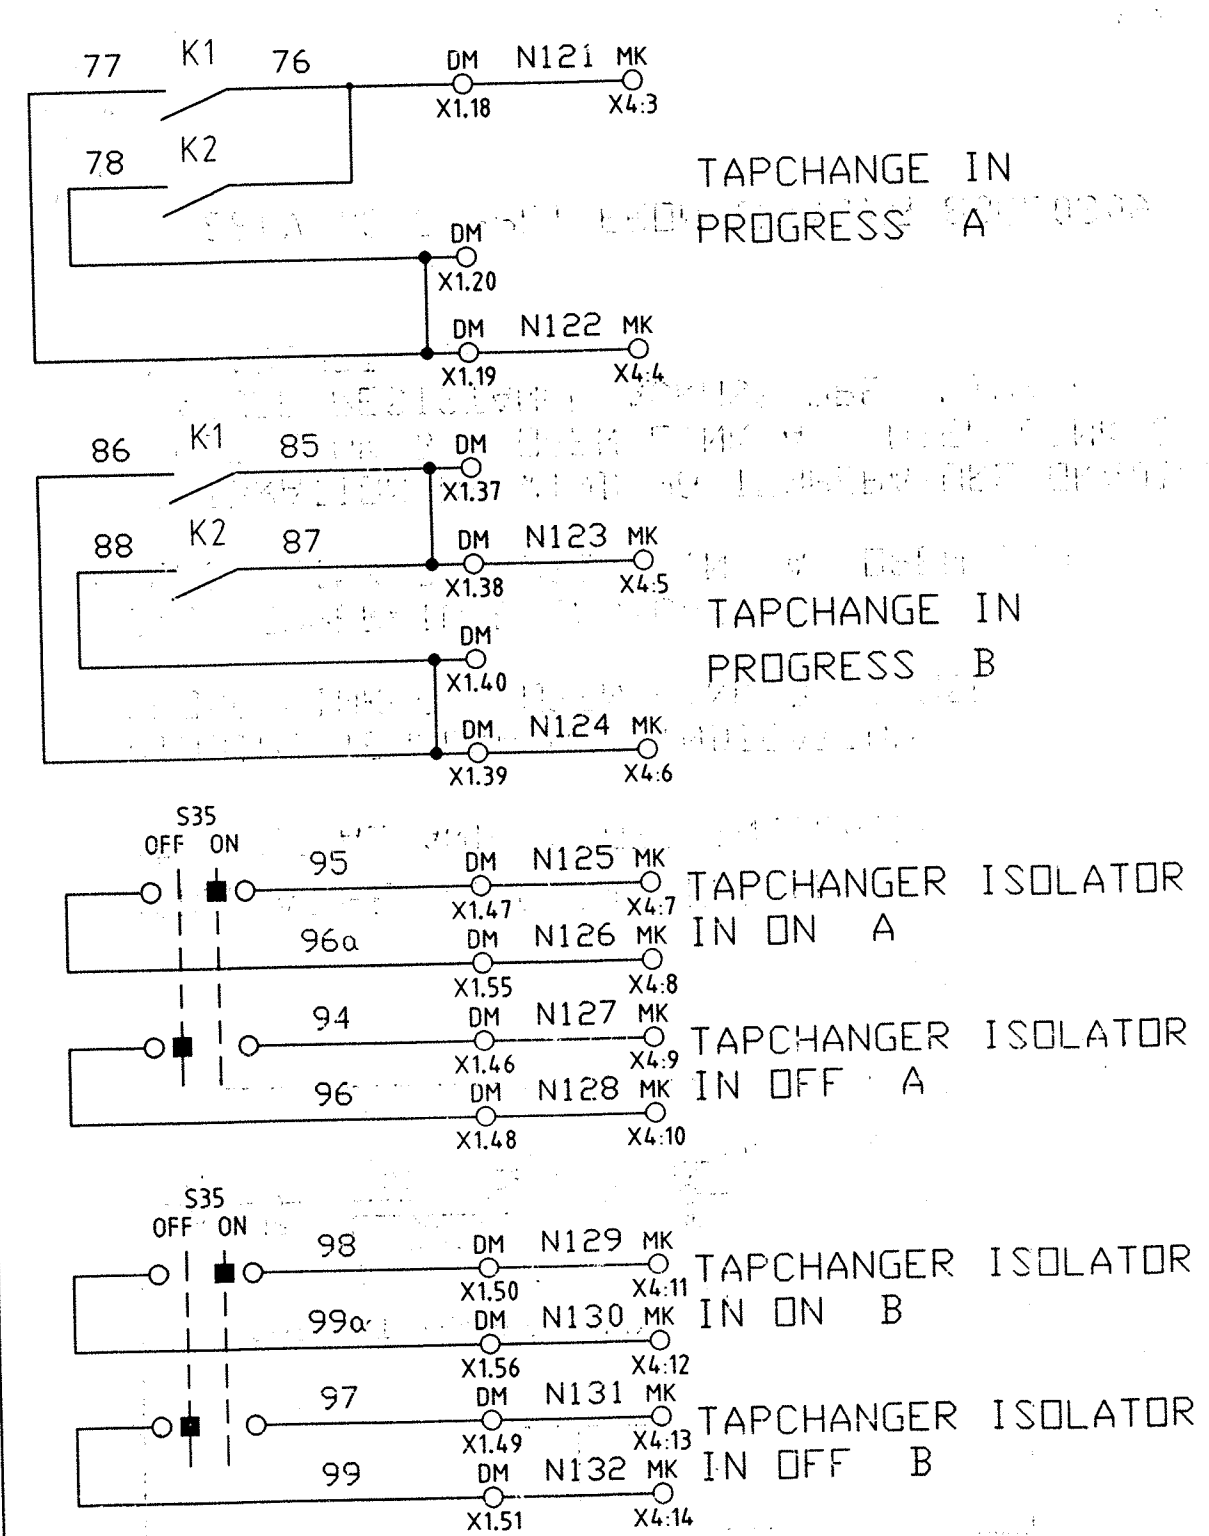 77 K1 76 DM N121 MK
X1.18 X4:3
78 K2
TAPCHANGE IN
PROGRESS A
DM
X1.20
DM N122 MK
X1.19 X4:4
86 K1 85 DM
X1.37
88 K2 87 DM N123 MK
X1.38 X4:5
TAPCHANGE IN
PROGRESS B
DM
X1.40
DM N124 MK
X1.39 X4:6
S35
OFF ON
95 DM N125 MK
X1.47 X4:7
TAPCHANGER ISOLATOR
IN ON A
96a DM N126 MK
X1.55 X4:8
94 DM N127 MK
X1.46 X4:9
TAPCHANGER ISOLATOR
IN OFF A
96 DM N128 MK
X1.48 X4:10
S35
OFF ON
98 DM N129 MK
X1.50 X4:11
TAPCHANGER ISOLATOR
IN ON B
99a DM N130 MK
X1.56 X4:12
97 DM N131 MK
X1.49 X4:13
TAPCHANGER ISOLATOR
IN OFF B
99 DM N132 MK
X1.51 X4:14